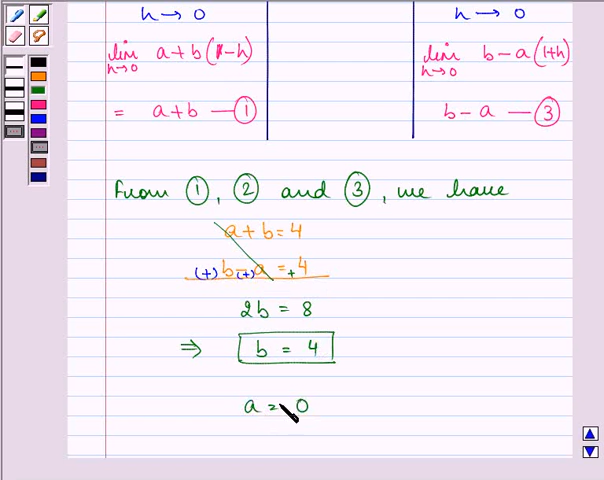 h → 0
lim h→0 a + b (1 - h)
= a + b — ①
h → 0
lim h→0 b - a (1+h)
b - a — ③
From ①, ② and ③, we have
a + b = 4
(+) b (+) - a = + 4
2b = 8
⇒ b = 4
a = 0